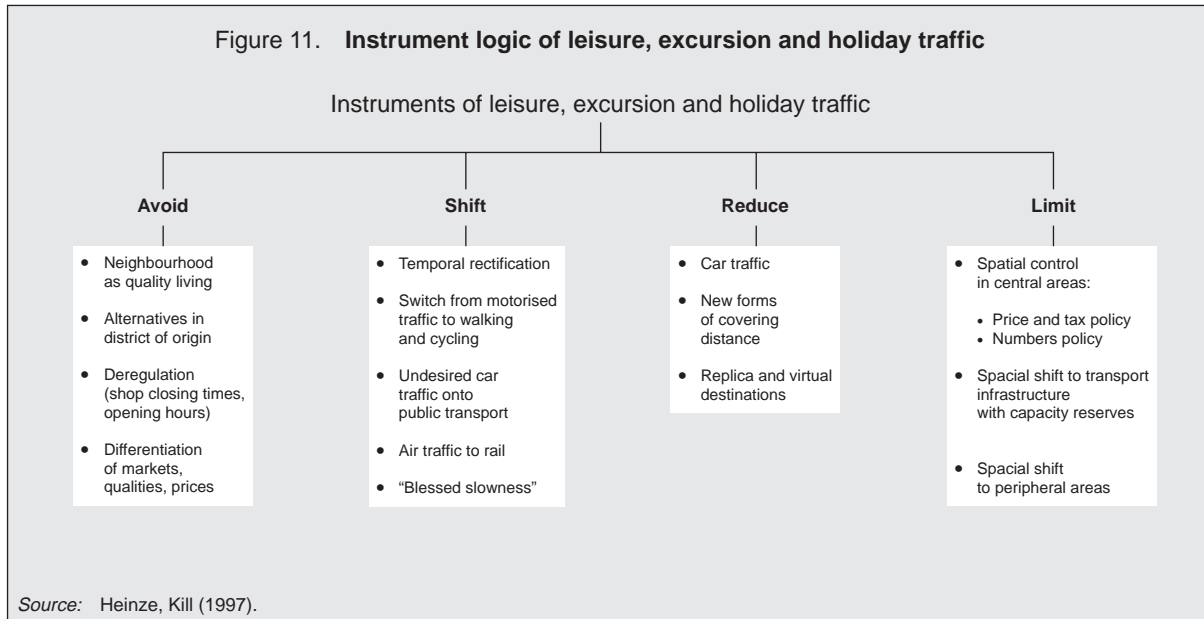 Figure 11. Instrument logic of leisure, excursion and holiday traffic
Instruments of leisure, excursion and holiday traffic
Avoid
• Neighbourhood
as quality living
• Alternatives in
district of origin
• Deregulation
(shop closing times,
opening hours)
• Differentiation
of markets,
qualities, prices
Shift
• Temporal rectification
• Switch from motorised
traffic to walking
and cycling
• Undesired car
traffic onto
public transport
• Air traffic to rail
• “Blessed slowness”
Reduce
• Car traffic
• New forms
of covering
distance
• Replica and virtual
destinations
Limit
• Spatial control
in central areas:
• Price and tax policy
• Numbers policy
• Spacial shift to transport
infrastructure
with capacity reserves
• Spacial shift
to peripheral areas
Source: Heinze, Kill (1997).